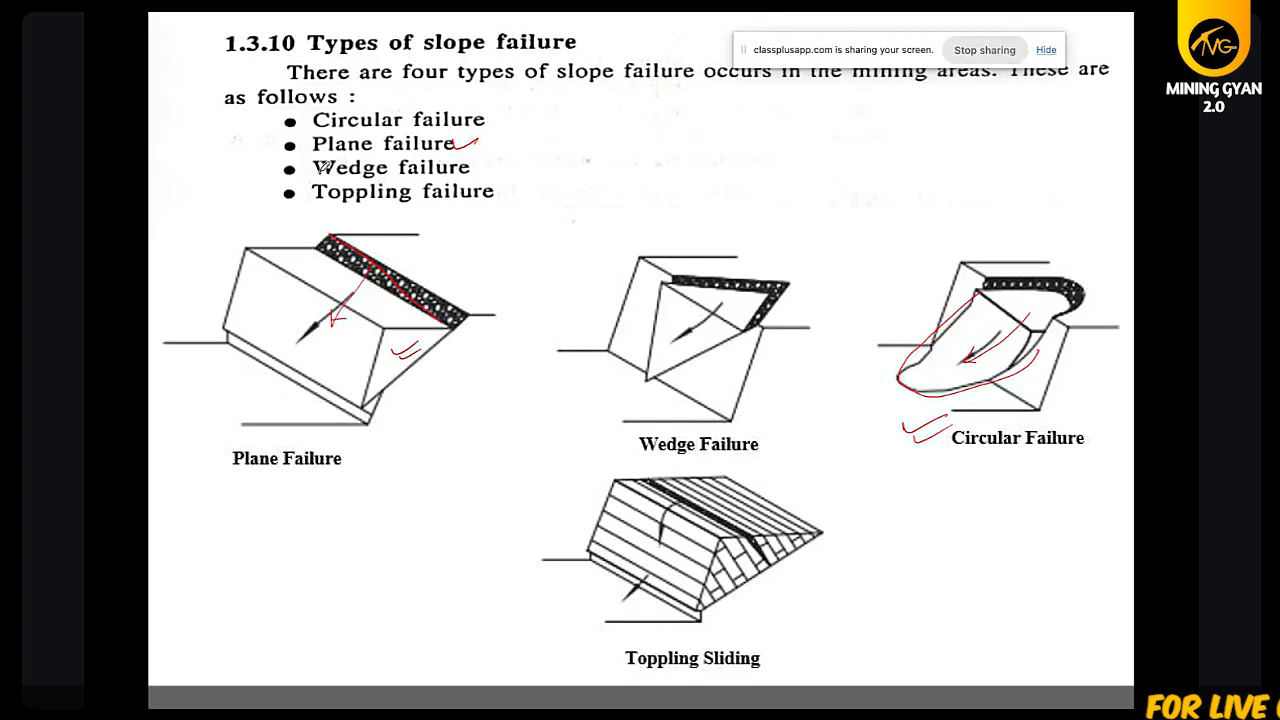 1.3.10 Types of slope failure
There are four types of slope failure occurs in the mining areas. These are
as follows :
● Circular failure
● Plane failure
● Wedge failure
● Toppling failure
classplusapp.com is sharing your screen.
Stop sharing
Hide
TMG
MINING GYAN
2.0
Plane Failure
Wedge Failure
Circular Failure
Toppling Sliding
FOR LIVE